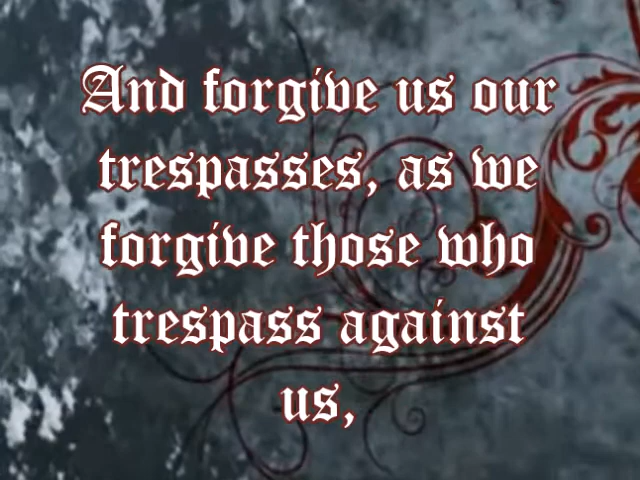 And forgive us our
trespasses, as we
forgive those who
trespass against
us,